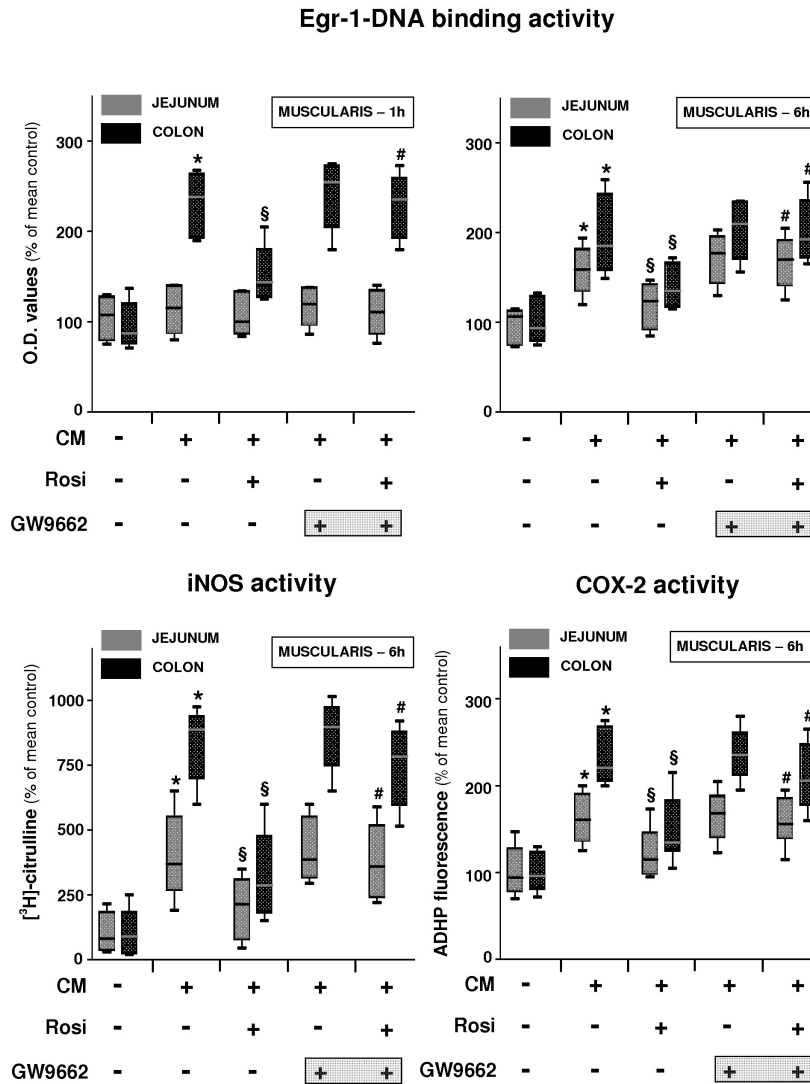 Egr-1-DNA binding activity
JEJUNUM
COLON
MUSCULARIS – 1h
O.D. values (% of mean control)
300
200
100
0
*
§
#
CM - + + + +
Rosi - - + - +
GW9662 - - - + +
JEJUNUM
COLON
MUSCULARIS – 6h
300
200
100
0
*
*
§
§
#
#
- + + + +
- - + - +
- - - + +
iNOS activity
JEJUNUM
COLON
MUSCULARIS – 6h
[³H]-citrulline (% of mean control)
1000
750
500
250
0
*
*
§
§
#
#
CM - + + + +
Rosi - - + - +
GW9662 - - - + +
COX-2 activity
JEJUNUM
COLON
MUSCULARIS – 6h
ADHP fluorescence (% of mean control)
300
200
100
0
*
*
§
§
#
#
CM - + + + +
Rosi - - + - +
GW9662 - - - + +